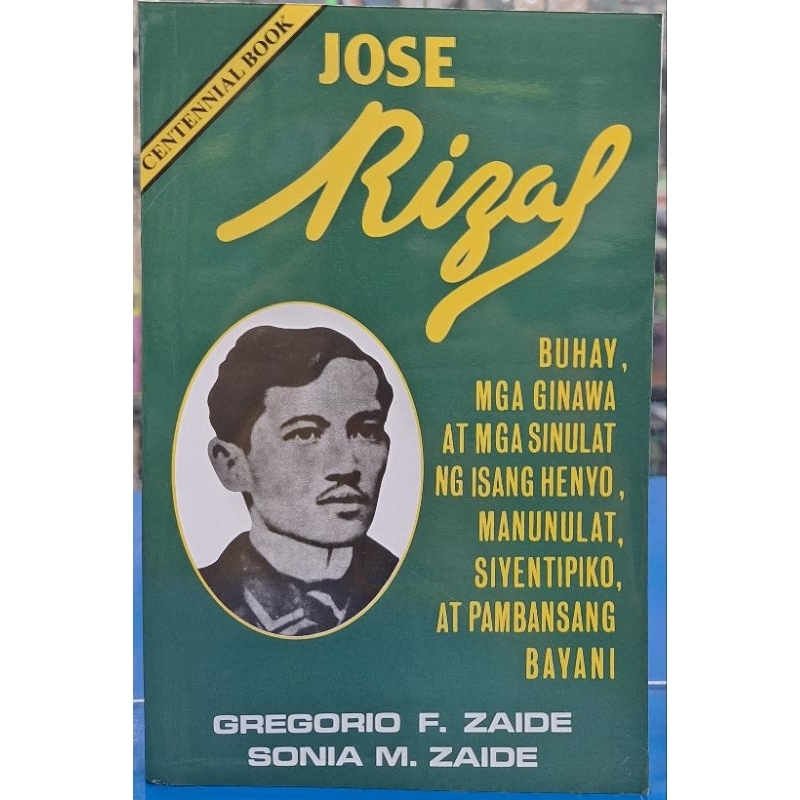 CENTENNIAL BOOK
JOSE
Rizal
BUHAY,
MGA GINAWA
AT MGA SINULAT
NG ISANG HENYO,
MANUNULAT,
SIYENTIPIKO,
AT PAMBANSANG
BAYANI
GREGORIO F. ZAIDE
SONIA M. ZAIDE